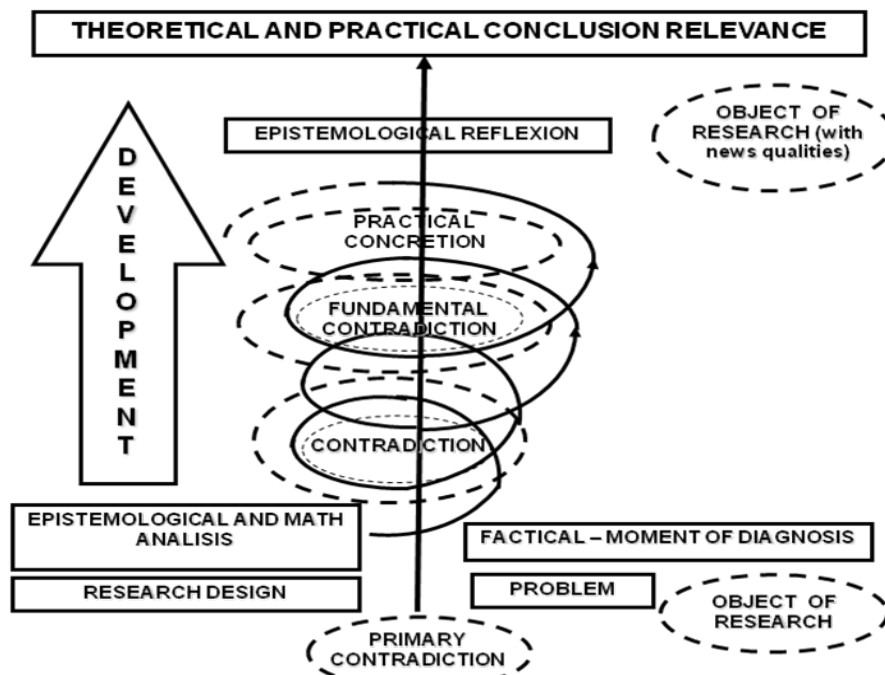 THEORETICAL AND PRACTICAL CONCLUSION RELEVANCE
EPISTEMOLOGICAL REFLEXION
OBJECT OF
RESEARCH (with
news qualities)
DEVELOPMENT
PRACTICAL
CONCRETION
FUNDAMENTAL
CONTRADICTION
CONTRADICTION
EPISTEMOLOGICAL AND MATH
ANALISIS
FACTICAL – MOMENT OF DIAGNOSIS
RESEARCH DESIGN
PROBLEM
OBJECT OF
RESEARCH
PRIMARY
CONTRADICTION